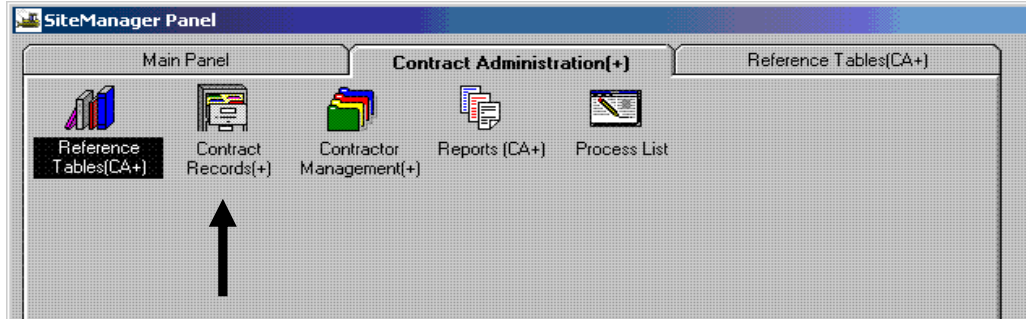 SiteManager Panel
Main Panel
Contract Administration(+)
Reference Tables(CA+)
Reference
Tables(CA+)
Contract
Records(+)
Contractor
Management(+)
Reports (CA+)
Process List